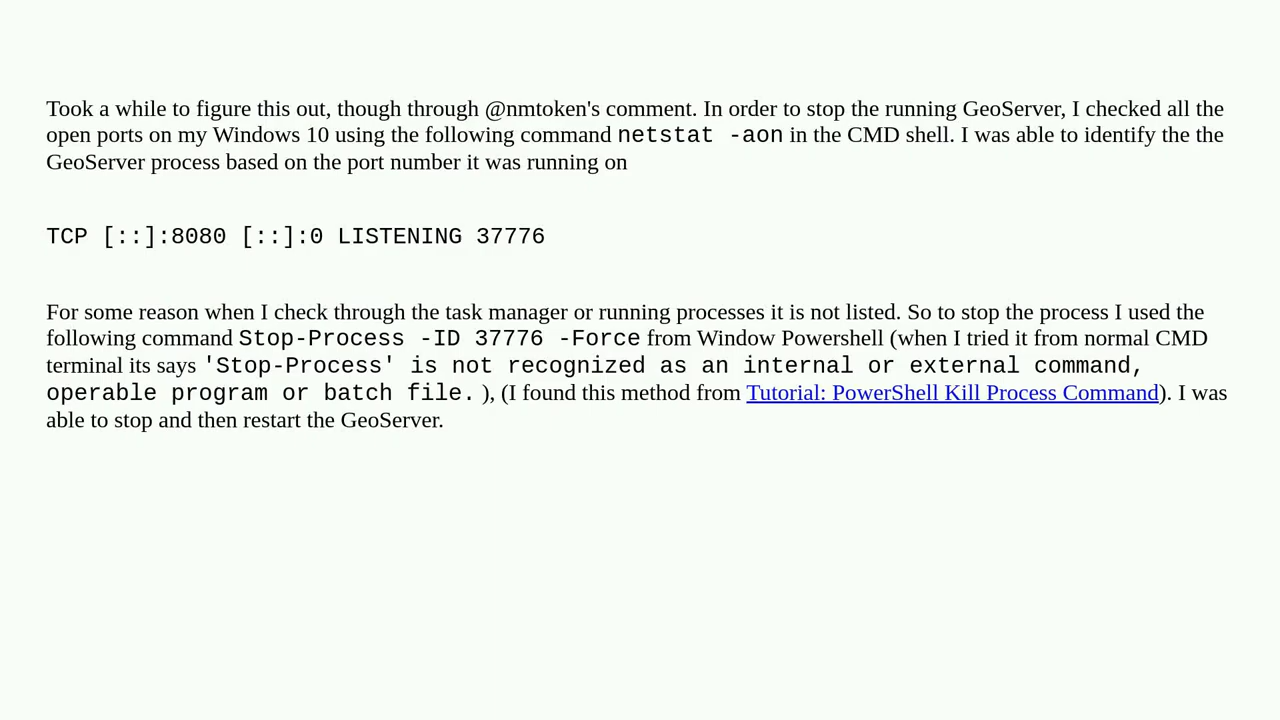 Took a while to figure this out, though through @nmtoken's comment. In order to stop the running GeoServer, I checked all the
open ports on my Windows 10 using the following command netstat -aon in the CMD shell. I was able to identify the the
GeoServer process based on the port number it was running on
TCP [::]:8080 [::]:0 LISTENING 37776
For some reason when I check through the task manager or running processes it is not listed. So to stop the process I used the
following command Stop-Process -ID 37776 -Force from Window Powershell (when I tried it from normal CMD
terminal its says 'Stop-Process' is not recognized as an internal or external command,
operable program or batch file. ), (I found this method from Tutorial: PowerShell Kill Process Command). I was
able to stop and then restart the GeoServer.